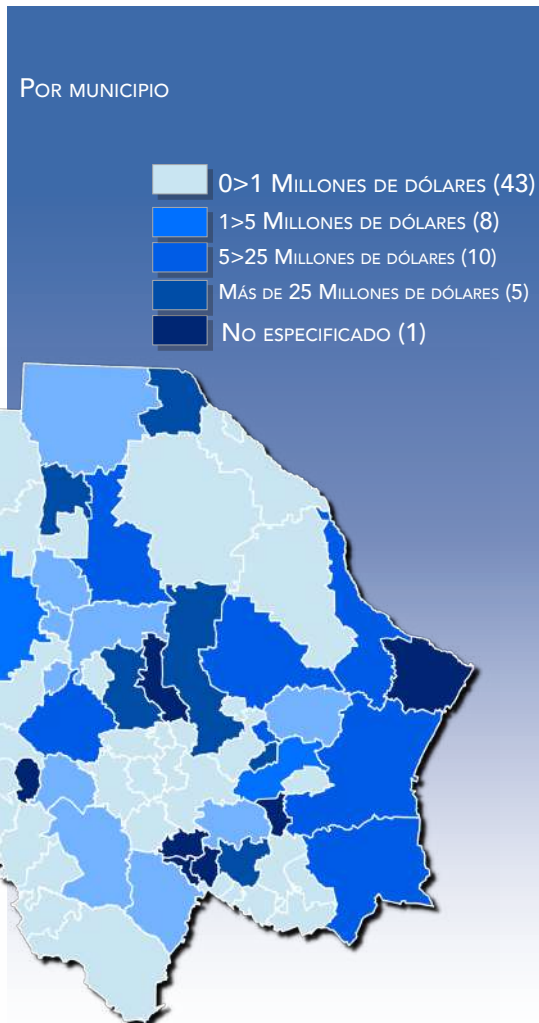 Por municipio
0>1 Millones de dólares (43)
1>5 Millones de dólares (8)
5>25 Millones de dólares (10)
Más de 25 Millones de dólares (5)
No especificado (1)